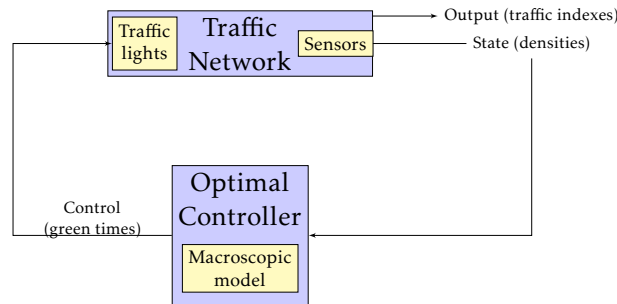 Traffic
lights
Traffic
Network
Sensors
Output (traffic indexes)
State (densities)
Optimal
Controller
Macroscopic
model
Control
(green times)